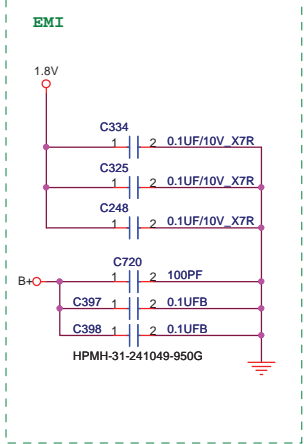 EMI
1.8V
C334
1 2 0.1UF/10V_X7R
C325
1 2 0.1UF/10V_X7R
C248
1 2 0.1UF/10V_X7R
C720
B+ 1 2 100PF
C397 1 2 0.1UFB
C398 1 2 0.1UFB
HPMH-31-241049-950G